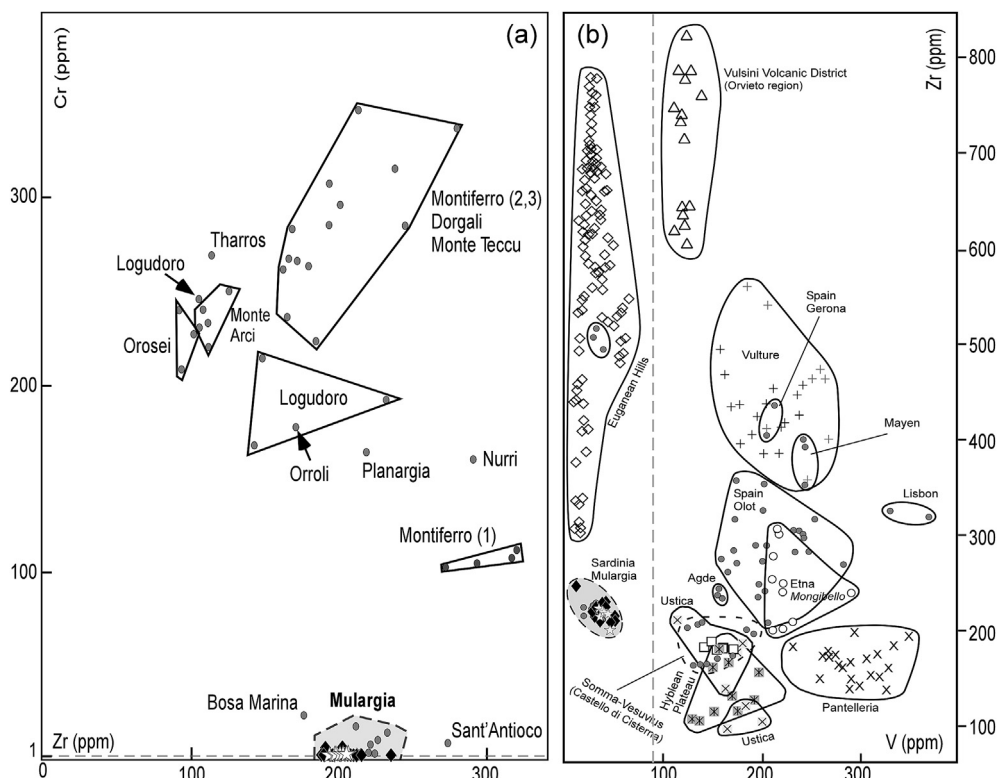 (a)
Cr (ppm)
300
200
100
1
Montiferro (2,3)
Dorgali
Monte Teccu
Tharros
Logudoro
Monte
Arci
Orosei
Logudoro
Orroli
Planargia
Nurri
Montiferro (1)
Bosa Marina
Mulargia
Sant'Antioco
Zr (ppm)
100
200
300
(b)
Zr (ppm)
800
700
600
500
400
300
200
100
Vulsini Volcanic District
(Orvieto region)
Euganean Hills
Spain
Gerona
Vulture
Mayen
Lisbon
Spain
Olot
Sardinia
Mulargia
Agde
Etna
Mongibello
Ustica
Hyblean
Plateau
Somma-Vesuvius
(Castello di Cisterna)
Pantelleria
Ustica
V (ppm)
100
200
300